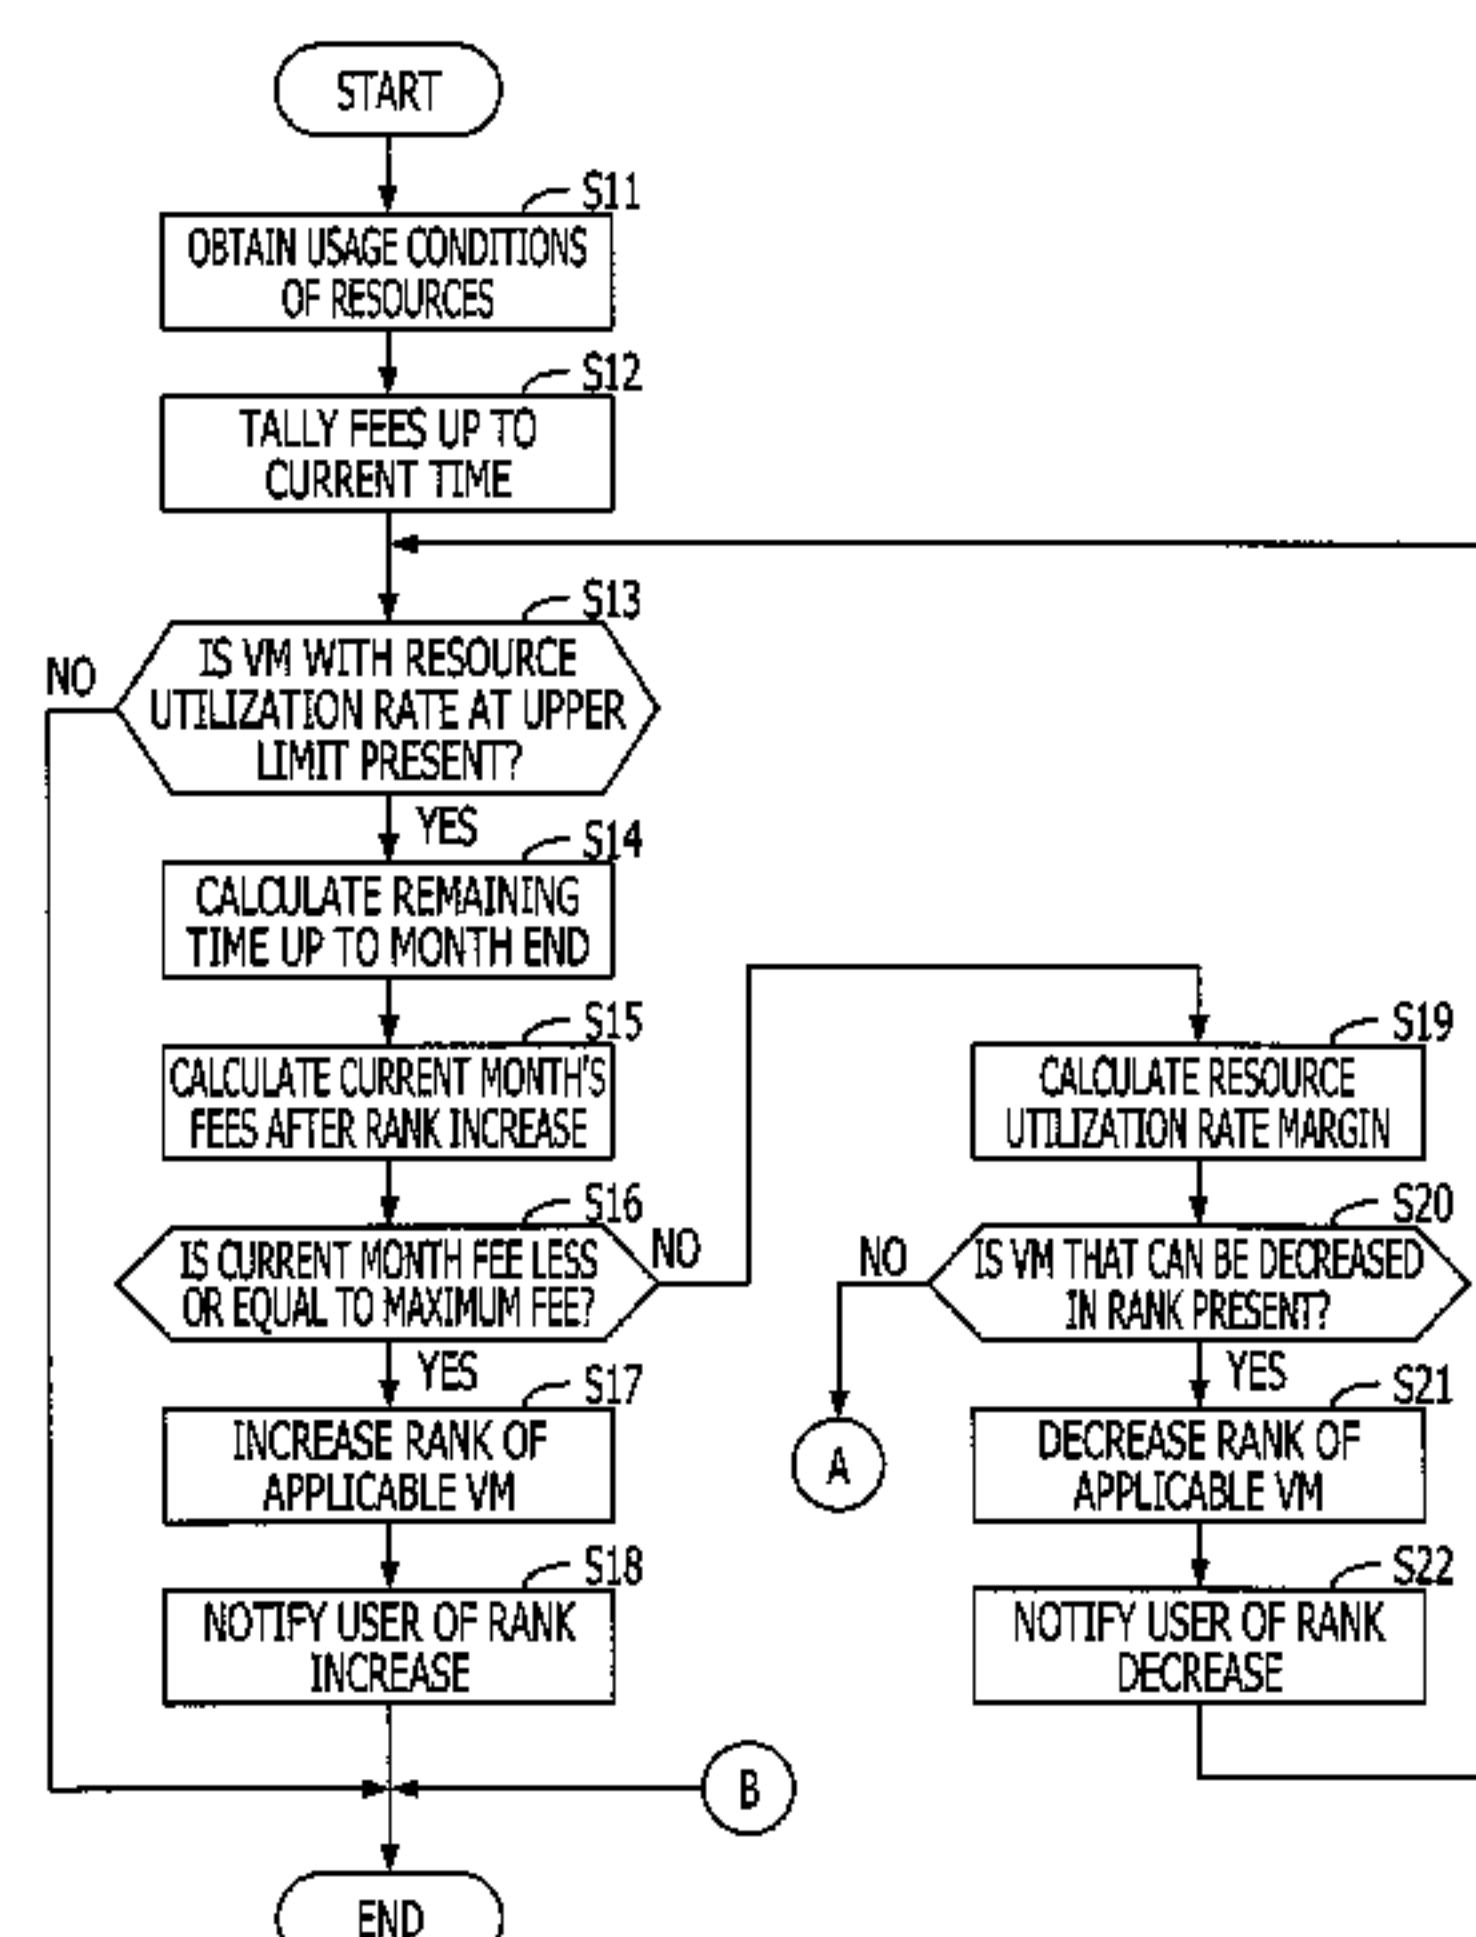 START
S11
OBTAIN USAGE CONDITIONS
OF RESOURCES
S12
TALLY FEES UP TO
CURRENT TIME
S13
IS VM WITH RESOURCE
UTILIZATION RATE AT UPPER
LIMIT PRESENT?
NO
YES
S14
CALCULATE REMAINING
TIME UP TO MONTH END
S15
CALCULATE CURRENT MONTH'S
FEES AFTER RANK INCREASE
S16
IS CURRENT MONTH FEE LESS
OR EQUAL TO MAXIMUM FEE?
NO
YES
S17
INCREASE RANK OF
APPLICABLE VM
S18
NOTIFY USER OF RANK
INCREASE
S19
CALCULATE RESOURCE
UTILIZATION RATE MARGIN
S20
IS VM THAT CAN BE DECREASED
IN RANK PRESENT?
NO
A
YES
S21
DECREASE RANK OF
APPLICABLE VM
S22
NOTIFY USER OF RANK
DECREASE
B
END